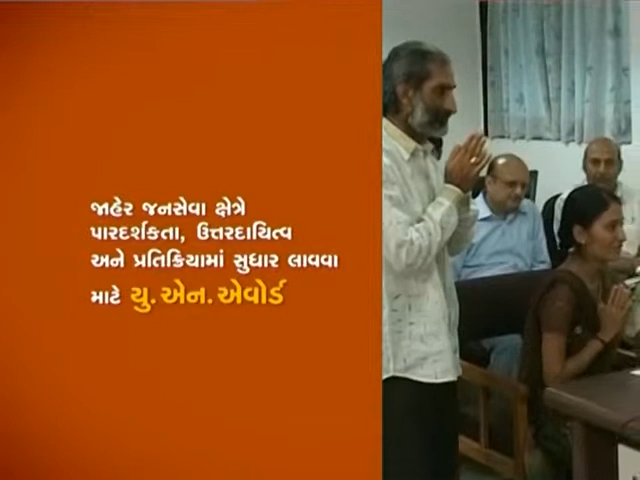 જાહેર જનસેવા ક્ષેત્રે
પારદર્શકતા, ઉત્તરદાયિત્વ
અને પ્રતિક્રિયામાં સુધાર લાવવા
માટે યુ. એન. એવોર્ડ